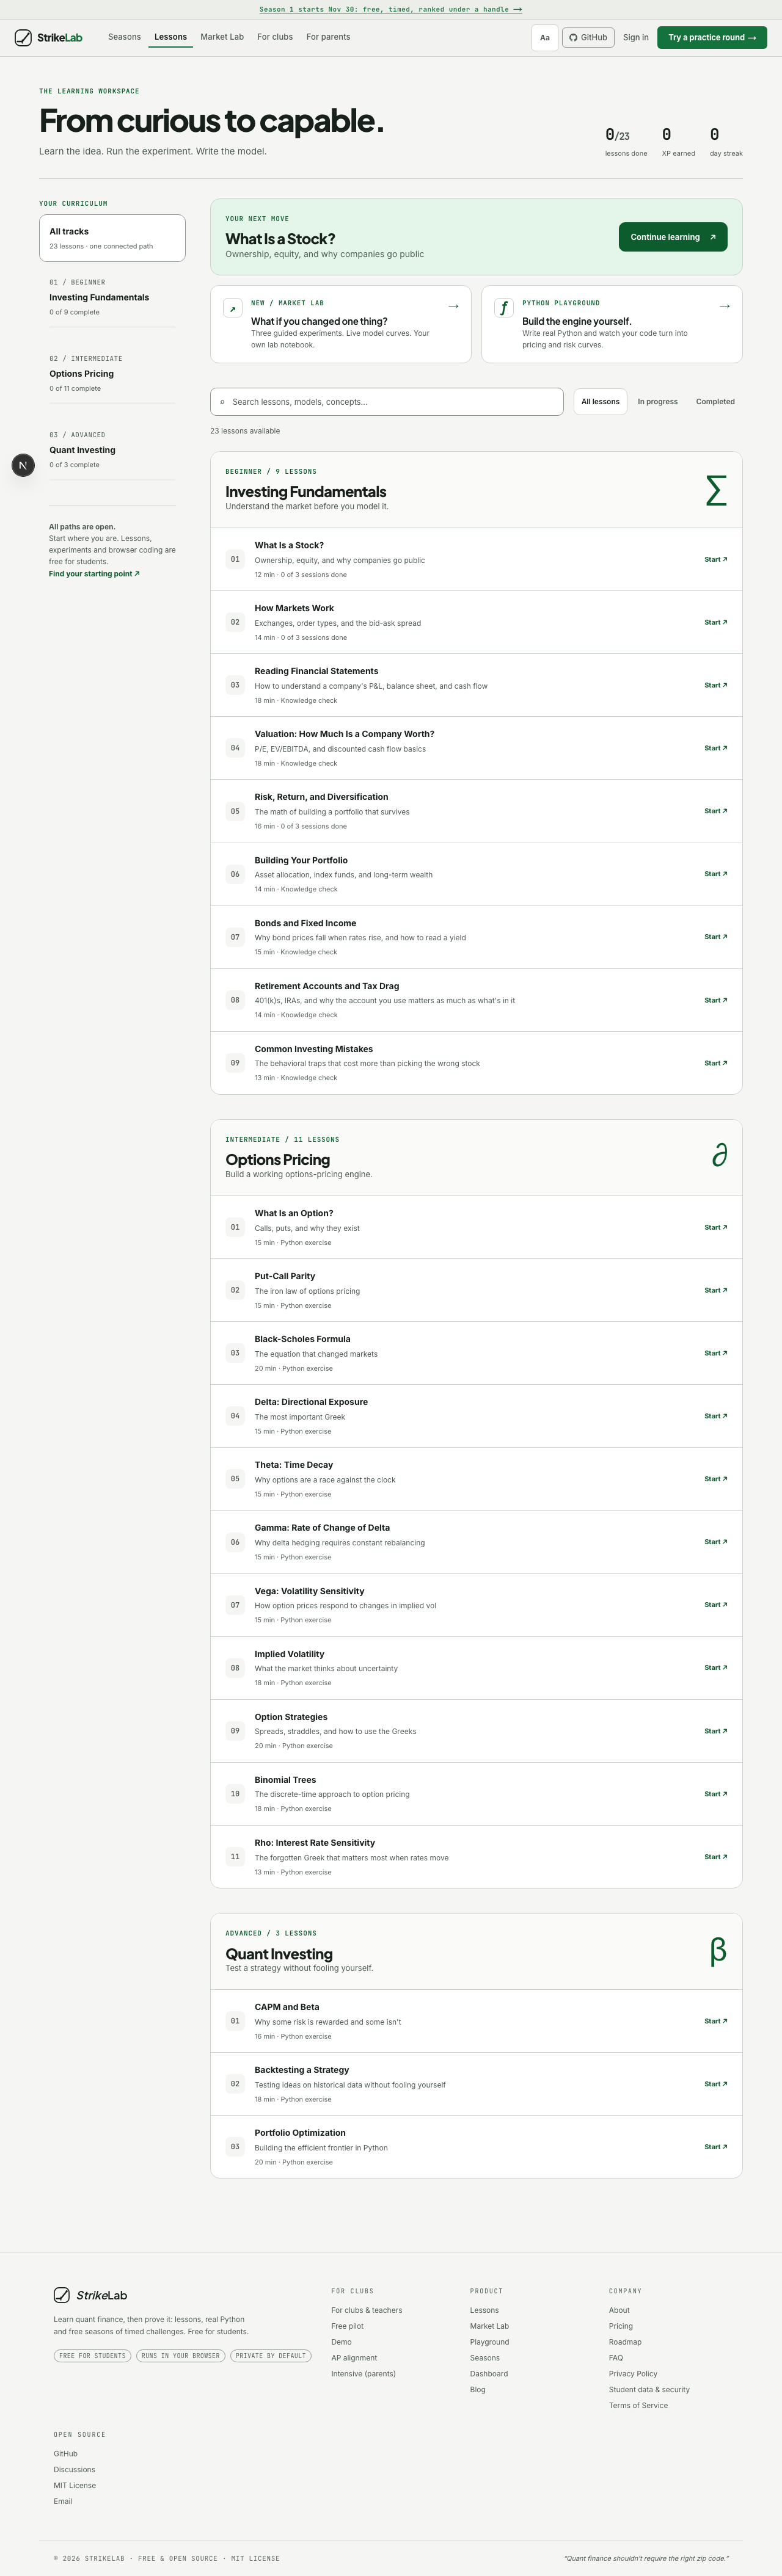 Season 1 starts Nov 30: free, timed, ranked under a handle →
StrikeLab
Seasons
Lessons
Market Lab
For clubs
For parents
Aa
GitHub
Sign in
Try a practice round →
THE LEARNING WORKSPACE
From curious to capable.
Learn the idea. Run the experiment. Write the model.
0/23
lessons done
0
XP earned
0
day streak
YOUR CURRICULUM
All tracks
23 lessons · one connected path
01 / BEGINNER
Investing Fundamentals
0 of 9 complete
02 / INTERMEDIATE
Options Pricing
0 of 11 complete
03 / ADVANCED
Quant Investing
0 of 3 complete
N
All paths are open.
Start where you are. Lessons,
experiments and browser coding are
free for students.
Find your starting point ↗
YOUR NEXT MOVE
What Is a Stock?
Ownership, equity, and why companies go public
Continue learning ↗
↗
NEW / MARKET LAB
→
What if you changed one thing?
Three guided experiments. Live model curves. Your
own lab notebook.
ƒ
PYTHON PLAYGROUND
→
Build the engine yourself.
Write real Python and watch your code turn into
pricing and risk curves.
⌕ Search lessons, models, concepts...
All lessons
In progress
Completed
23 lessons available
BEGINNER / 9 LESSONS
Investing Fundamentals
Understand the market before you model it.
∑
01
What Is a Stock?
Ownership, equity, and why companies go public
12 min · 0 of 3 sessions done
Start ↗
02
How Markets Work
Exchanges, order types, and the bid-ask spread
14 min · 0 of 3 sessions done
Start ↗
03
Reading Financial Statements
How to understand a company's P&L, balance sheet, and cash flow
18 min · Knowledge check
Start ↗
04
Valuation: How Much Is a Company Worth?
P/E, EV/EBITDA, and discounted cash flow basics
18 min · Knowledge check
Start ↗
05
Risk, Return, and Diversification
The math of building a portfolio that survives
16 min · 0 of 3 sessions done
Start ↗
06
Building Your Portfolio
Asset allocation, index funds, and long-term wealth
14 min · Knowledge check
Start ↗
07
Bonds and Fixed Income
Why bond prices fall when rates rise, and how to read a yield
15 min · Knowledge check
Start ↗
08
Retirement Accounts and Tax Drag
401(k)s, IRAs, and why the account you use matters as much as what's in it
14 min · Knowledge check
Start ↗
09
Common Investing Mistakes
The behavioral traps that cost more than picking the wrong stock
13 min · Knowledge check
Start ↗
INTERMEDIATE / 11 LESSONS
Options Pricing
Build a working options-pricing engine.
∂
01
What Is an Option?
Calls, puts, and why they exist
15 min · Python exercise
Start ↗
02
Put-Call Parity
The iron law of options pricing
15 min · Python exercise
Start ↗
03
Black-Scholes Formula
The equation that changed markets
20 min · Python exercise
Start ↗
04
Delta: Directional Exposure
The most important Greek
15 min · Python exercise
Start ↗
05
Theta: Time Decay
Why options are a race against the clock
15 min · Python exercise
Start ↗
06
Gamma: Rate of Change of Delta
Why delta hedging requires constant rebalancing
15 min · Python exercise
Start ↗
07
Vega: Volatility Sensitivity
How option prices respond to changes in implied vol
15 min · Python exercise
Start ↗
08
Implied Volatility
What the market thinks about uncertainty
18 min · Python exercise
Start ↗
09
Option Strategies
Spreads, straddles, and how to use the Greeks
20 min · Python exercise
Start ↗
10
Binomial Trees
The discrete-time approach to option pricing
18 min · Python exercise
Start ↗
11
Rho: Interest Rate Sensitivity
The forgotten Greek that matters most when rates move
13 min · Python exercise
Start ↗
ADVANCED / 3 LESSONS
Quant Investing
Test a strategy without fooling yourself.
β
01
CAPM and Beta
Why some risk is rewarded and some isn't
16 min · Python exercise
Start ↗
02
Backtesting a Strategy
Testing ideas on historical data without fooling yourself
18 min · Python exercise
Start ↗
03
Portfolio Optimization
Building the efficient frontier in Python
20 min · Python exercise
Start ↗
StrikeLab
Learn quant finance, then prove it: lessons, real Python
and free seasons of timed challenges. Free for students.
FREE FOR STUDENTS
RUNS IN YOUR BROWSER
PRIVATE BY DEFAULT
FOR CLUBS
For clubs & teachers
Free pilot
Demo
AP alignment
Intensive (parents)
PRODUCT
Lessons
Market Lab
Playground
Seasons
Dashboard
Blog
COMPANY
About
Pricing
Roadmap
FAQ
Privacy Policy
Student data & security
Terms of Service
OPEN SOURCE
GitHub
Discussions
MIT License
Email
© 2026 STRIKELAB · FREE & OPEN SOURCE · MIT LICENSE
"Quant finance shouldn't require the right zip code."